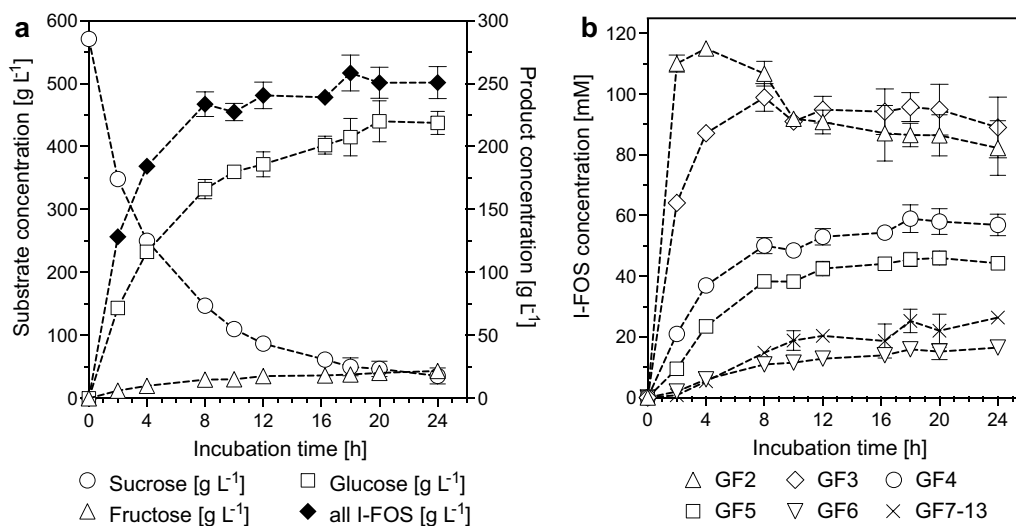 a
Substrate concentration [g L⁻¹]
600
500
400
300
200
100
0
300
250
200
150
100
50
0
Product concentration [g L⁻¹]
0 4 8 12 16 20 24
Incubation time [h]
Sucrose [g L⁻¹] Glucose [g L⁻¹]
Fructose [g L⁻¹] all I-FOS [g L⁻¹]
b
I-FOS concentration [mM]
120
100
80
60
40
20
0
0 4 8 12 16 20 24
Incubation time [h]
GF2 GF3 GF4
GF5 GF6 GF7-13